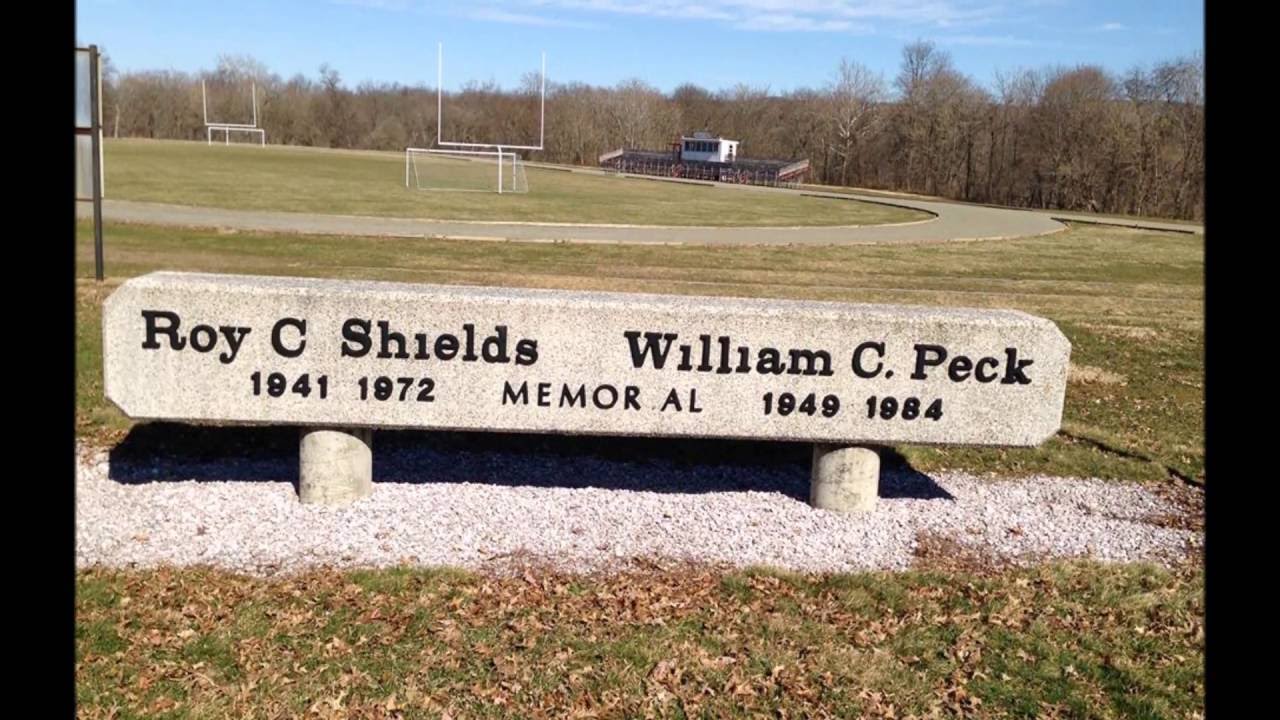 Roy C Shields William C. Peck
1941 1972 MEMOR AL 1949 1984